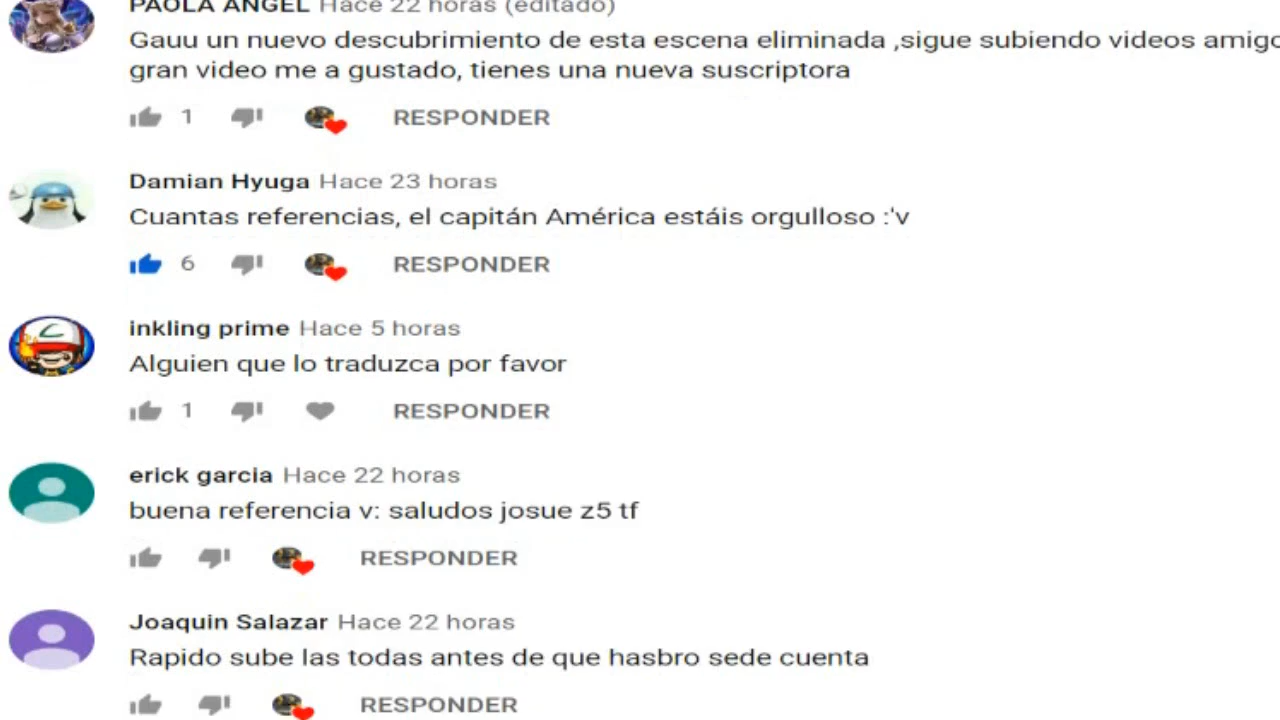 PAOLA ANGEL Hace 22 horas (editado)
Gauu un nuevo descubrimiento de esta escena eliminada ,sigue subiendo videos amigo
gran video me a gustado, tienes una nueva suscriptora
1 RESPONDER
Damian Hyuga Hace 23 horas
Cuantas referencias, el capitán América estáis orgulloso :'v
6 RESPONDER
inkling prime Hace 5 horas
Alguien que lo traduzca por favor
1 RESPONDER
erick garcia Hace 22 horas
buena referencia v: saludos josue z5 tf
RESPONDER
Joaquin Salazar Hace 22 horas
Rapido sube las todas antes de que hasbro sede cuenta
RESPONDER